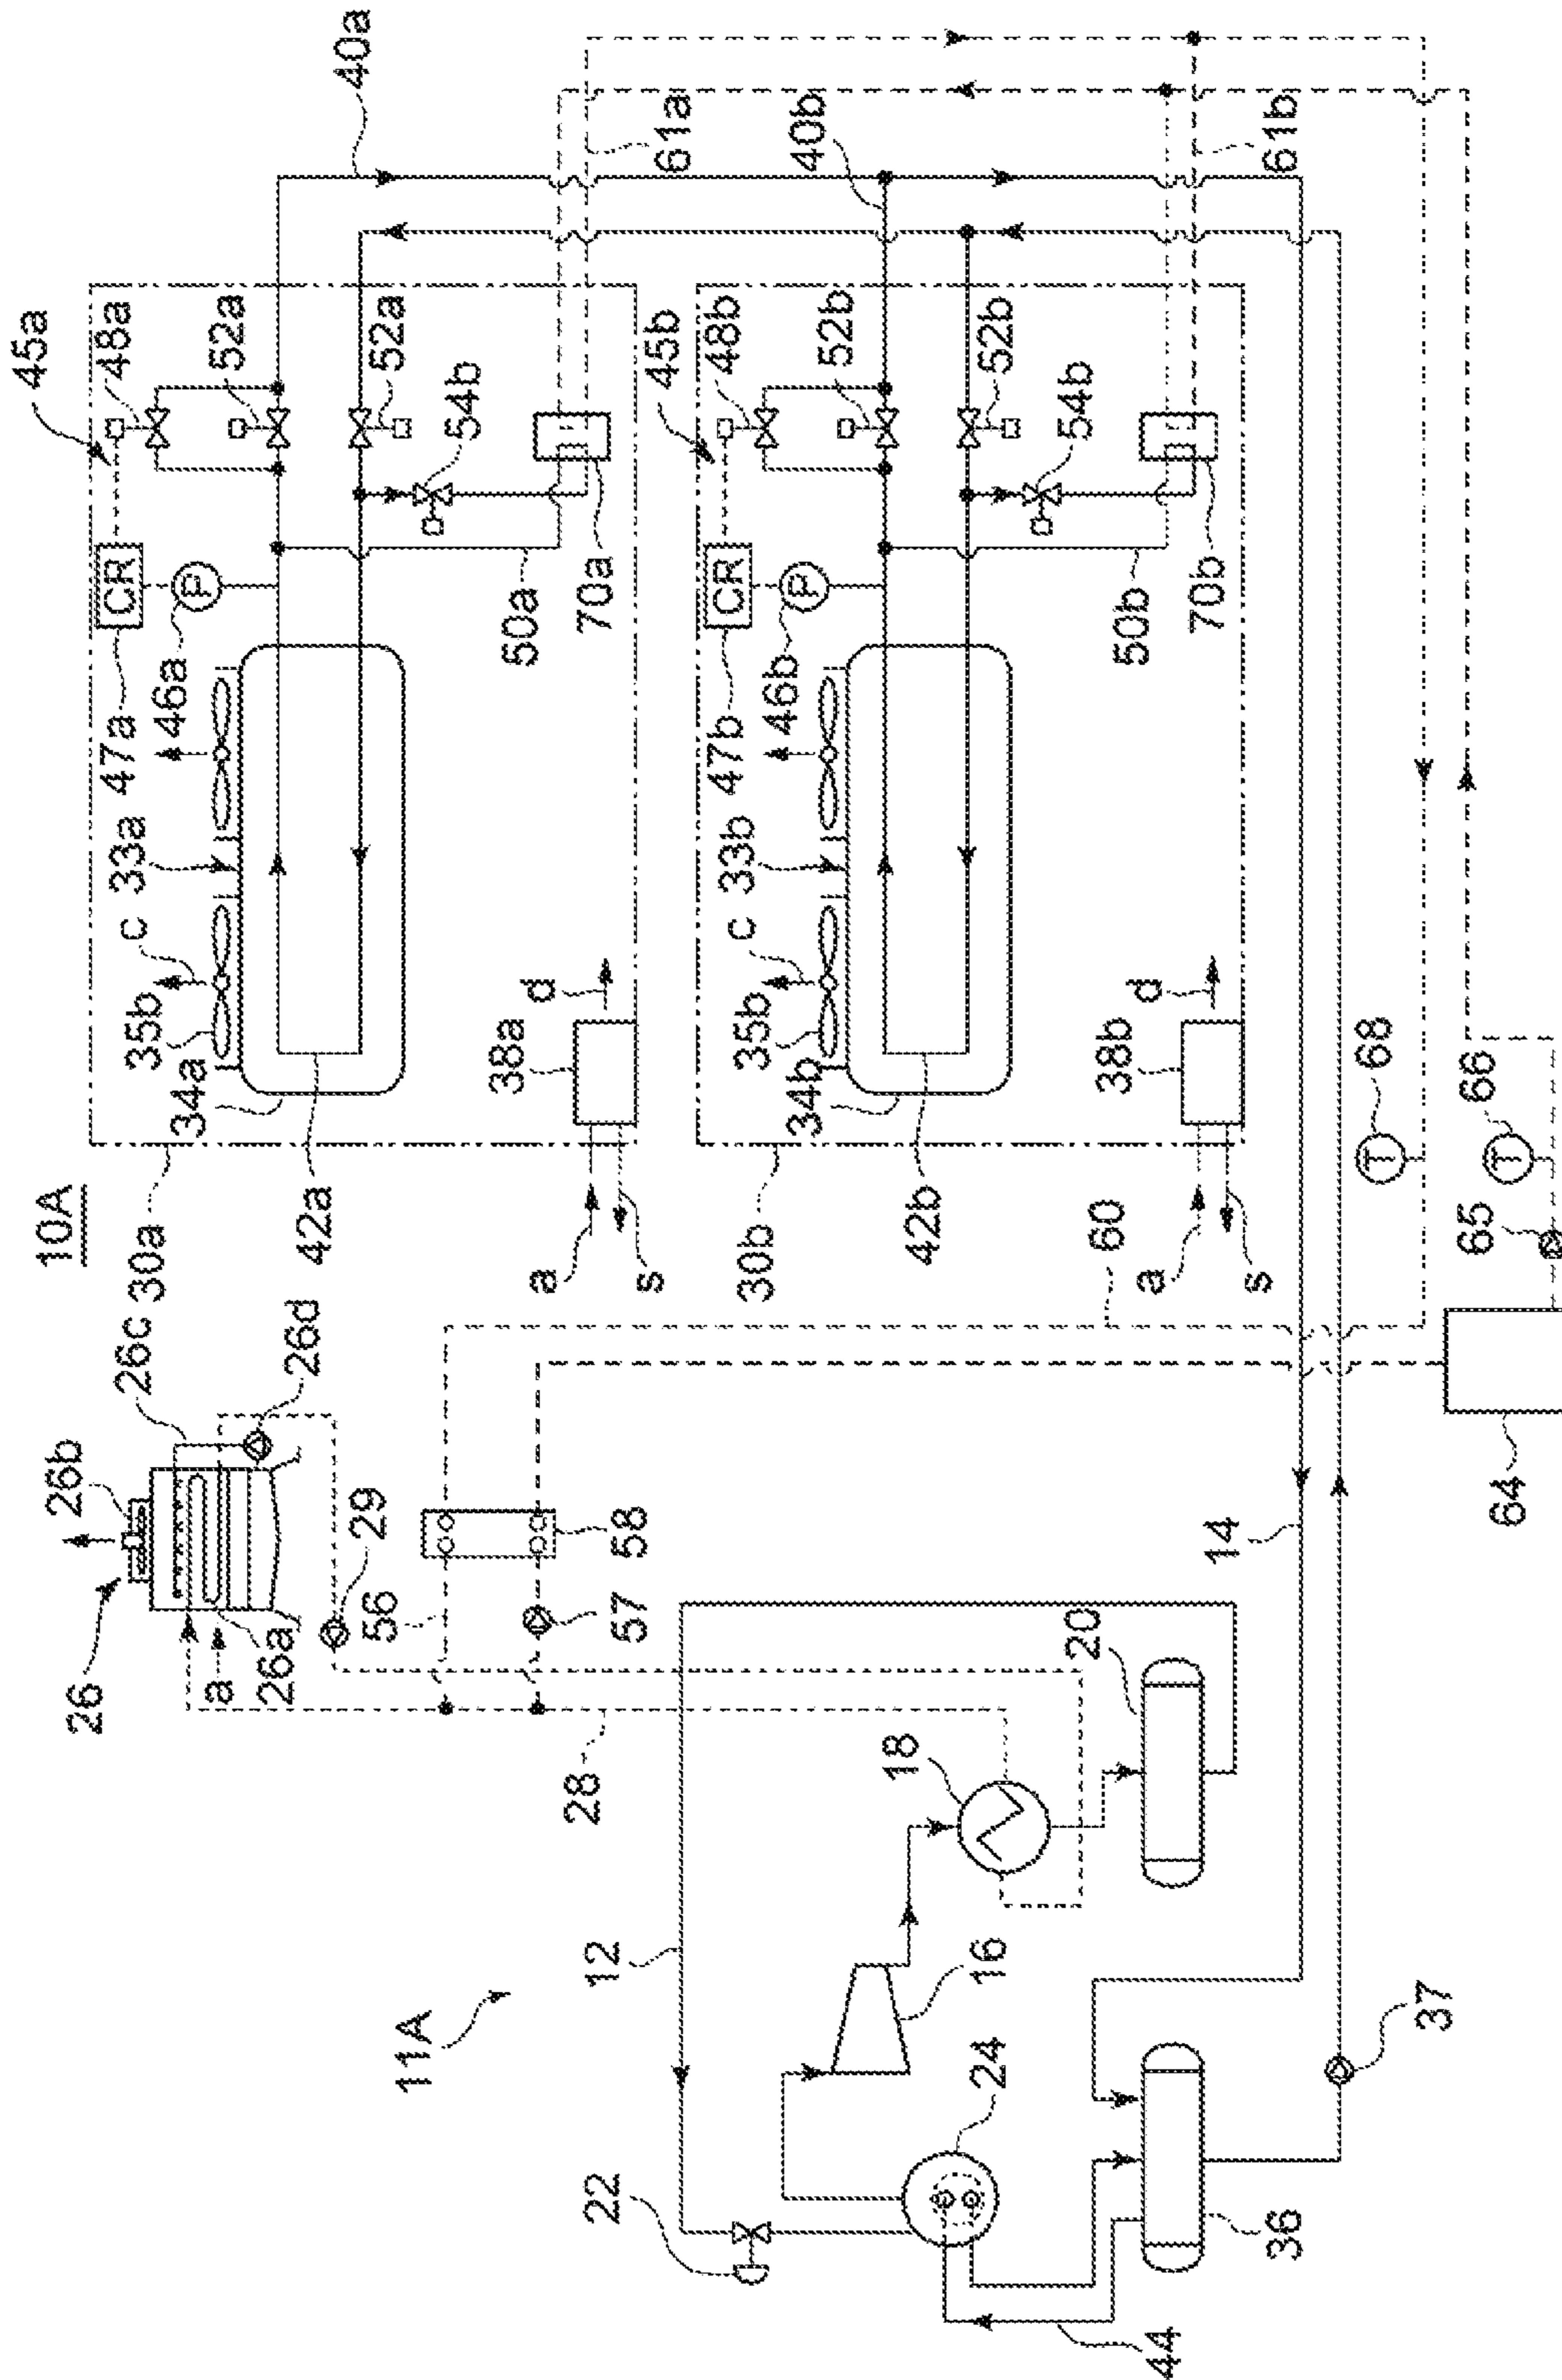 10A
45a
26
26b
47a
CR
48a
26c
35b
c
33a
30a
46a
P
34a
a
52a
26a
26d
42a
29
56
52a
11A
54b
38a
50a
a
d
28
12
22
70a
57
58
s
61a
45b
47b
CR
48b
30b
35b
c
33b
46b
P
34b
40a
40b
52b
18
16
42b
24
52b
54b
20
60
38b
50b
a
d
44
14
70b
s
61b
36
68
T
37
64
65
66
T